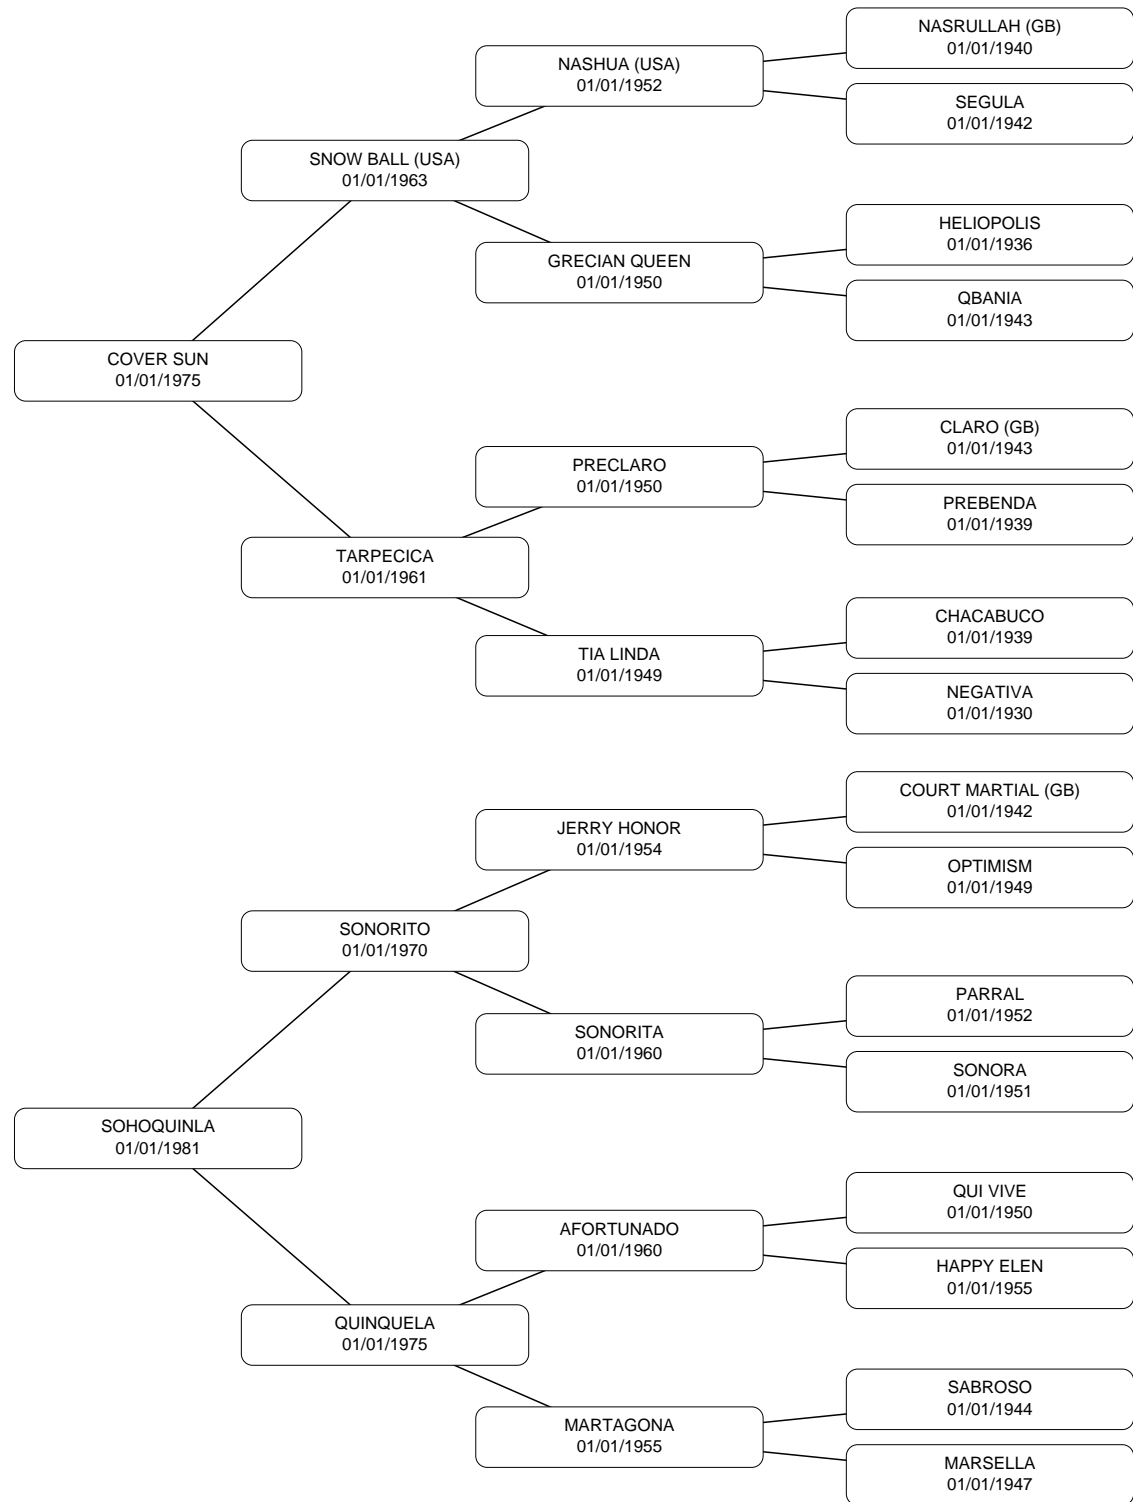 NASRULLAH (GB)
01/01/1940
NASHUA (USA)
01/01/1952
SEGULA
01/01/1942
SNOW BALL (USA)
01/01/1963
HELIOPOLIS
01/01/1936
GRECIAN QUEEN
01/01/1950
QBANIA
01/01/1943
COVER SUN
01/01/1975
CLARO (GB)
01/01/1943
PRECLARO
01/01/1950
PREBENDA
01/01/1939
TARPECICA
01/01/1961
CHACABUCO
01/01/1939
TIA LINDA
01/01/1949
NEGATIVA
01/01/1930
COURT MARTIAL (GB)
01/01/1942
JERRY HONOR
01/01/1954
OPTIMISM
01/01/1949
SONORITO
01/01/1970
PARRAL
01/01/1952
SONORITA
01/01/1960
SONORA
01/01/1951
SOHOQUINLA
01/01/1981
QUI VIVE
01/01/1950
AFORTUNADO
01/01/1960
HAPPY ELEN
01/01/1955
QUINQUELA
01/01/1975
SABROSO
01/01/1944
MARTAGONA
01/01/1955
MARSELLA
01/01/1947